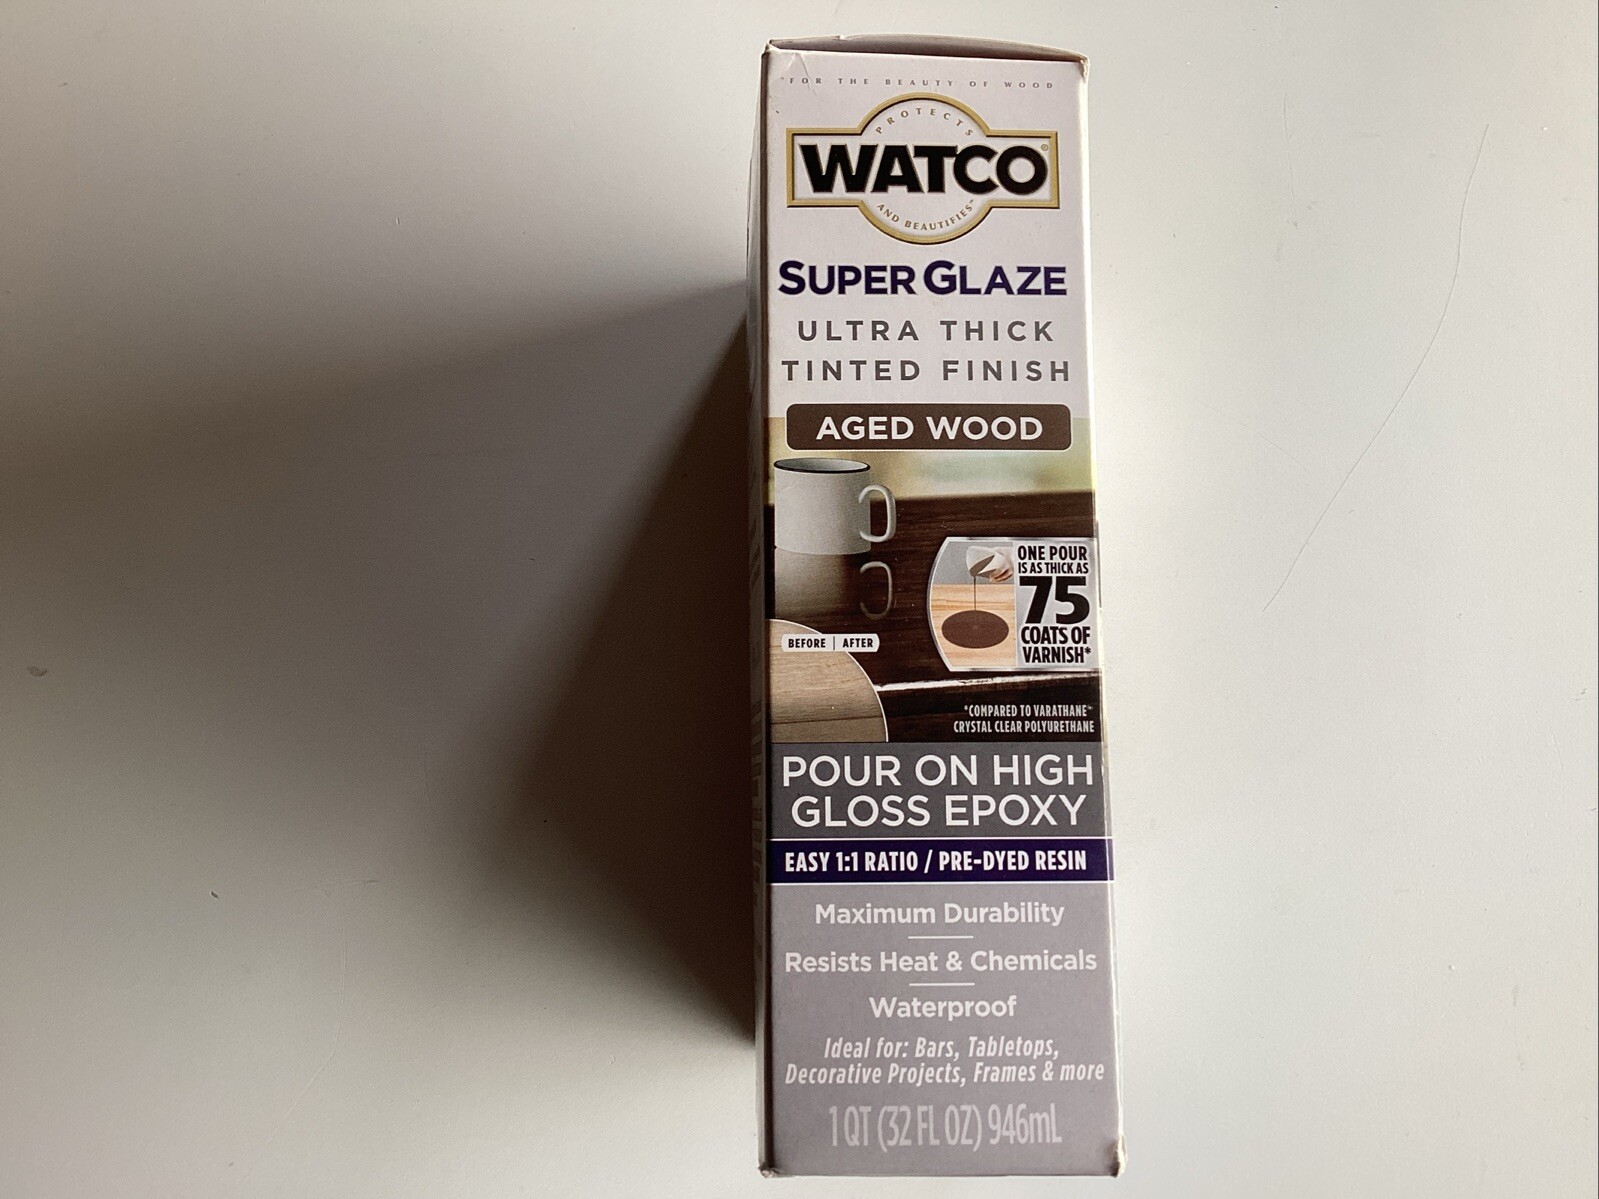 "FOR THE BEAUTY OF WOOD
PROTECTS
WATCO®
AND BEAUTIFIES™
SUPER GLAZE
ULTRA THICK
TINTED FINISH
AGED WOOD
ONE POUR
IS AS THICK AS
75
COATS OF
VARNISH*
BEFORE | AFTER
*COMPARED TO VARATHANE®
CRYSTAL CLEAR POLYURETHANE
POUR ON HIGH
GLOSS EPOXY
EASY 1:1 RATIO / PRE-DYED RESIN
Maximum Durability
Resists Heat & Chemicals
Waterproof
Ideal for: Bars, Tabletops,
Decorative Projects, Frames & more
1 QT (32 FL OZ) 946mL